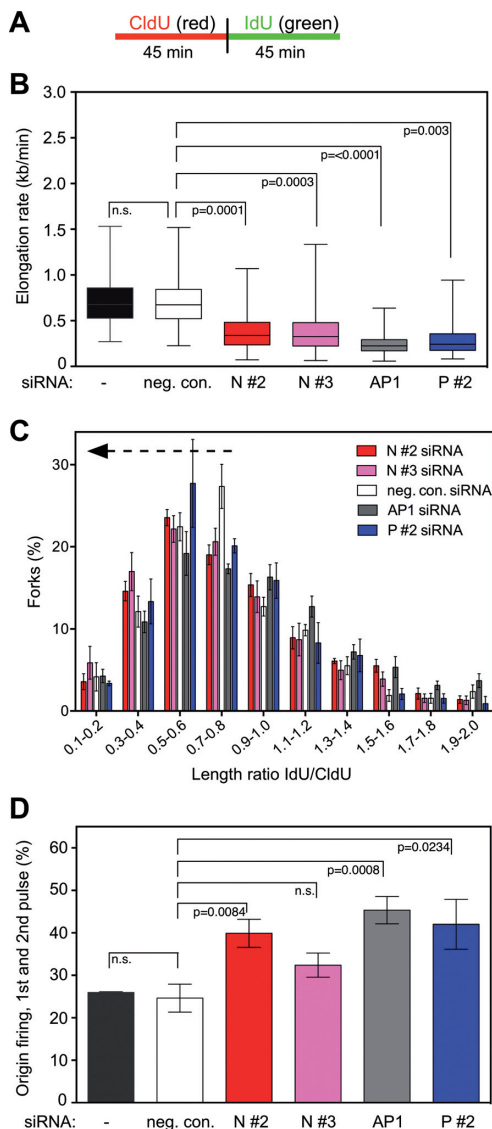 A
CldU (red) IdU (green)
45 min 45 min
B
Elongation rate (kb/min)
3.0
2.5
2.0
1.5
1.0
0.5
0
n.s.
p=0.0001
p=0.0003
p=<0.0001
p=0.003
siRNA: - neg. con. N #2 N #3 AP1 P #2
C
Forks (%)
30
20
10
0
N #2 siRNA
N #3 siRNA
neg. con. siRNA
AP1 siRNA
P #2 siRNA
0.1-0.2 0.3-0.4 0.5-0.6 0.7-0.8 0.9-1.0 1.1-1.2 1.3-1.4 1.5-1.6 1.7-1.8 1.9-2.0
Length ratio IdU/CldU
D
Origin firing, 1st and 2nd pulse (%)
60
50
40
30
20
10
0
n.s.
p=0.0084
n.s.
p=0.0008
p=0.0234
siRNA: - neg. con. N #2 N #3 AP1 P #2